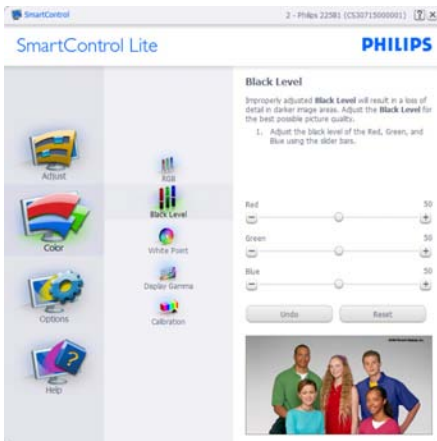 SmartControl
2 - Philips 225B1 (CS30715000001)
SmartControl Lite
PHILIPS
Adjust
Color
Options
Help
RGB
Black Level
White Point
Display Gamma
Calibration
Black Level
Improperly adjusted Black Level will result in a loss of
detail in darker image areas. Adjust the Black Level for
the best possible picture quality.
1. Adjust the black level of the Red, Green, and
Blue using the slider bars.
Red 50
Green 50
Blue 50
Undo
Reset